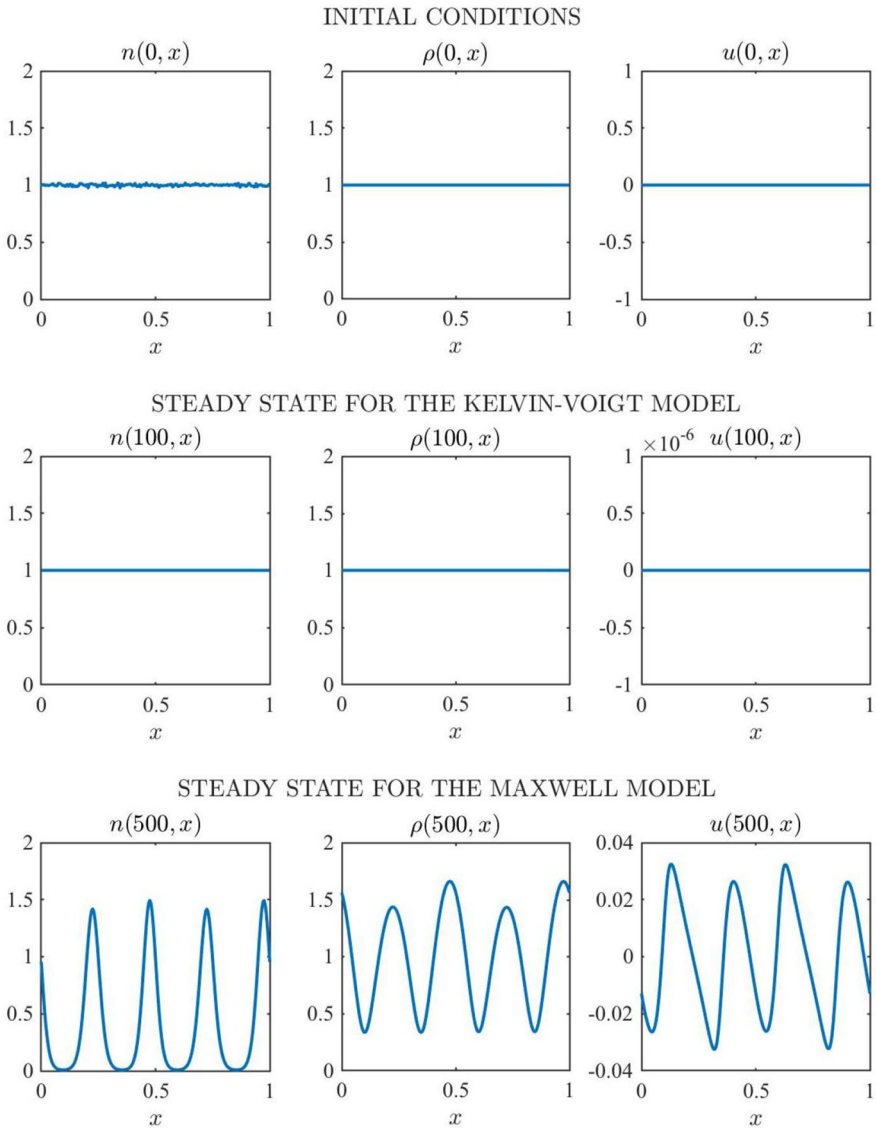 INITIAL CONDITIONS
n(0, x) ρ(0, x) u(0, x)
2 2 1
1.5 1.5 0.5
1 1 0
0.5 0.5 -0.5
0 0 -1
0 0.5 1 0 0.5 1 0 0.5 1
x x x
STEADY STATE FOR THE KELVIN-VOIGT MODEL
n(100, x) ρ(100, x) ×10-6 u(100, x)
2 2 1
1.5 1.5 0.5
1 1 0
0.5 0.5 -0.5
0 0 -1
0 0.5 1 0 0.5 1 0 0.5 1
x x x
STEADY STATE FOR THE MAXWELL MODEL
n(500, x) ρ(500, x) u(500, x)
2 2 0.04
1.5 1.5 0.02
1 1 0
0.5 0.5 -0.02
0 0 -0.04
0 0.5 1 0 0.5 1 0 0.5 1
x x x